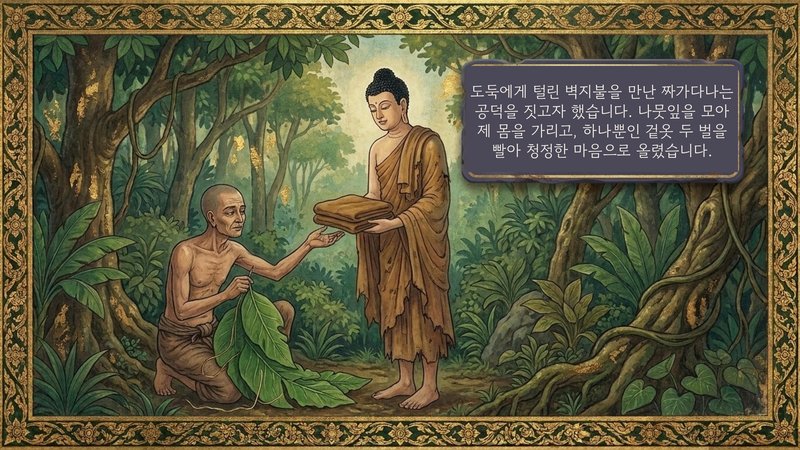 도둑에게 털린 벽지불을 만난 짜가다나는
공덕을 짓고자 했습니다. 나뭇잎을 모아
제 몸을 가리고, 하나뿐인 겉옷 두 벌을
빨아 청정한 마음으로 올렸습니다.